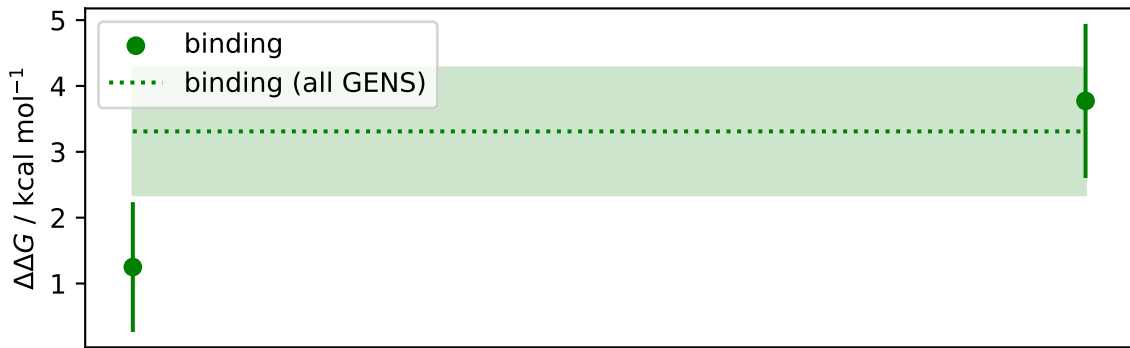 5
4
3
2
1
ΔΔG / kcal mol⁻¹
binding
binding (all GENS)